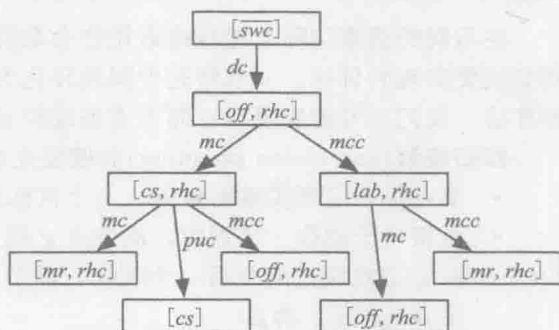 [s̅w̅c̅]
dc
[off, rhc]
mc mcc
[cs, rhc] [lab, rhc]
mc puc mcc mc mcc
[mr, rhc] [off, rhc] [mr, rhc]
[cs] [off, rhc]